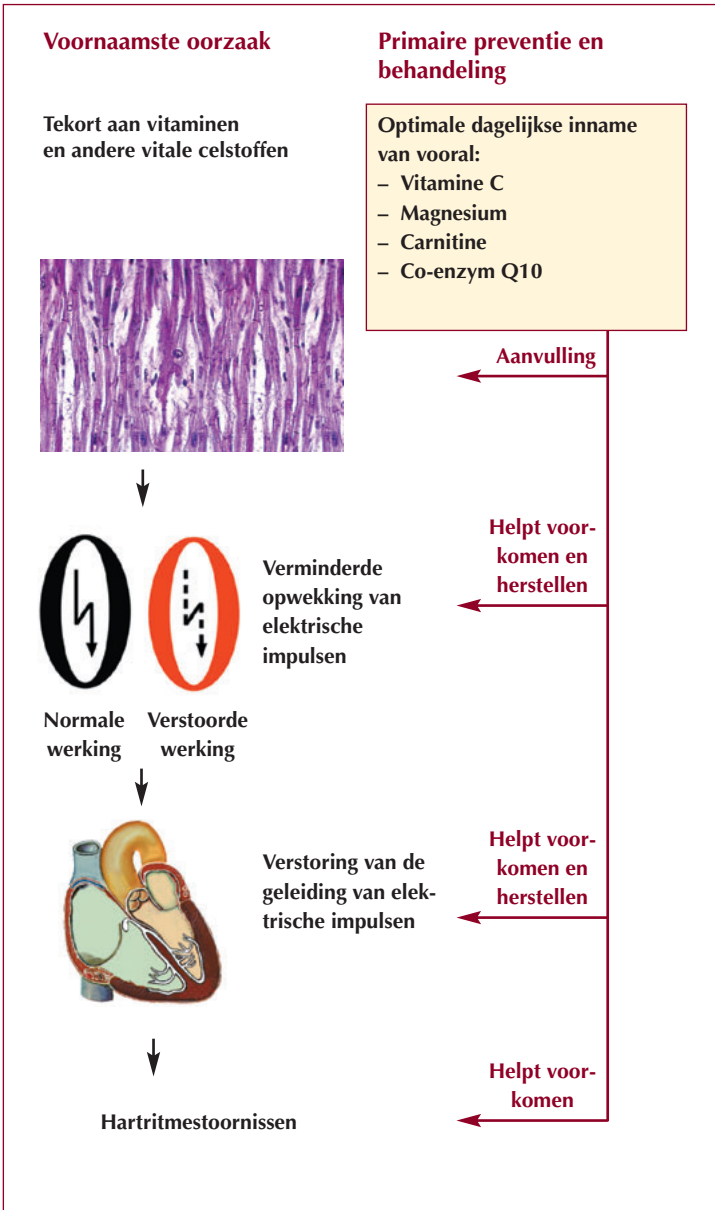 Voornaamste oorzaak
Primaire preventie en
behandeling
Tekort aan vitaminen
en andere vitale celstoffen
Optimale dagelijkse inname
van vooral:
– Vitamine C
– Magnesium
– Carnitine
– Co-enzym Q10
Aanvulling
Helpt voor-
komen en
herstellen
Verminderde
opwekking van
elektrische
impulsen
Normale
werking
Verstoorde
werking
Helpt voor-
komen en
herstellen
Verstoring van de
geleiding van elek-
trische impulsen
Helpt voor-
komen
Hartritmestoornissen